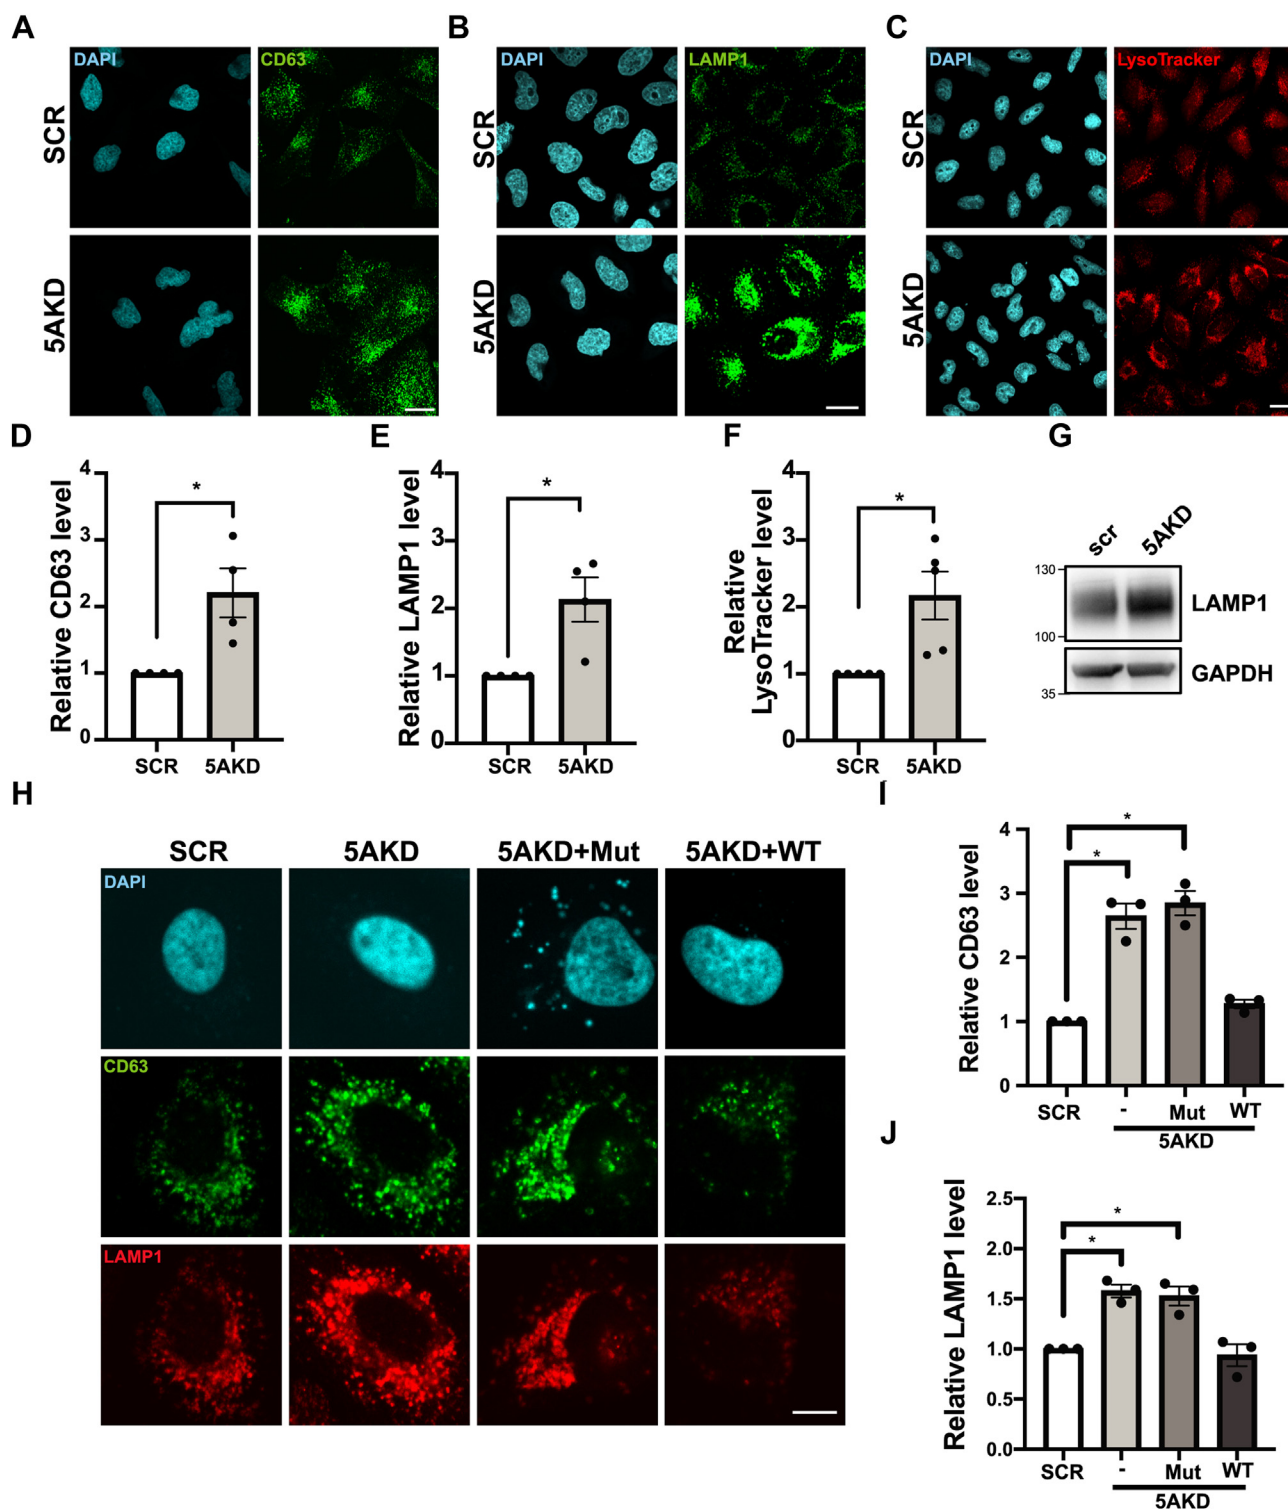 A
B
C
DAPI
CD63
DAPI
LAMP1
DAPI
LysoTracker
SCR
SCR
SCR
5AKD
5AKD
5AKD
D
E
F
G
Relative CD63 level
4
3
2
1
0
*
SCR
5AKD
Relative LAMP1 level
4
3
2
1
0
*
SCR
5AKD
Relative
LysoTracker level
4
3
2
1
0
*
SCR
5AKD
scr
5AKD
130
100
LAMP1
35
GAPDH
H
SCR
5AKD
5AKD+Mut
5AKD+WT
DAPI
CD63
LAMP1
I
Relative CD63 level
4
3
2
1
0
*
*
SCR
-
Mut
WT
5AKD
J
Relative LAMP1 level
2.5
2.0
1.5
1.0
0.5
0.0
*
*
SCR
-
Mut
WT
5AKD